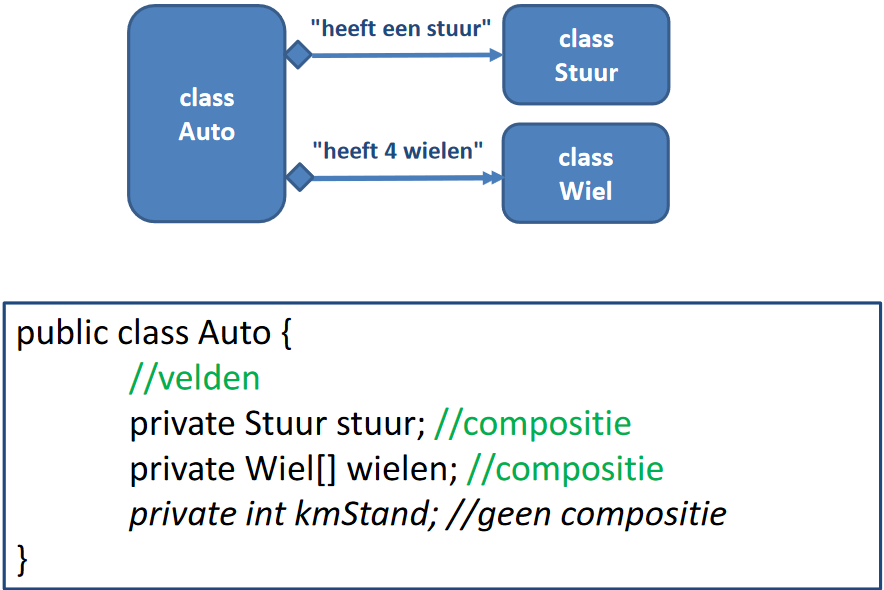 "heeft een stuur"
class
Stuur
class
Auto
"heeft 4 wielen"
class
Wiel
public class Auto {
//velden
private Stuur stuur; //compositie
private Wiel[] wielen; //compositie
private int kmStand; //geen compositie
}